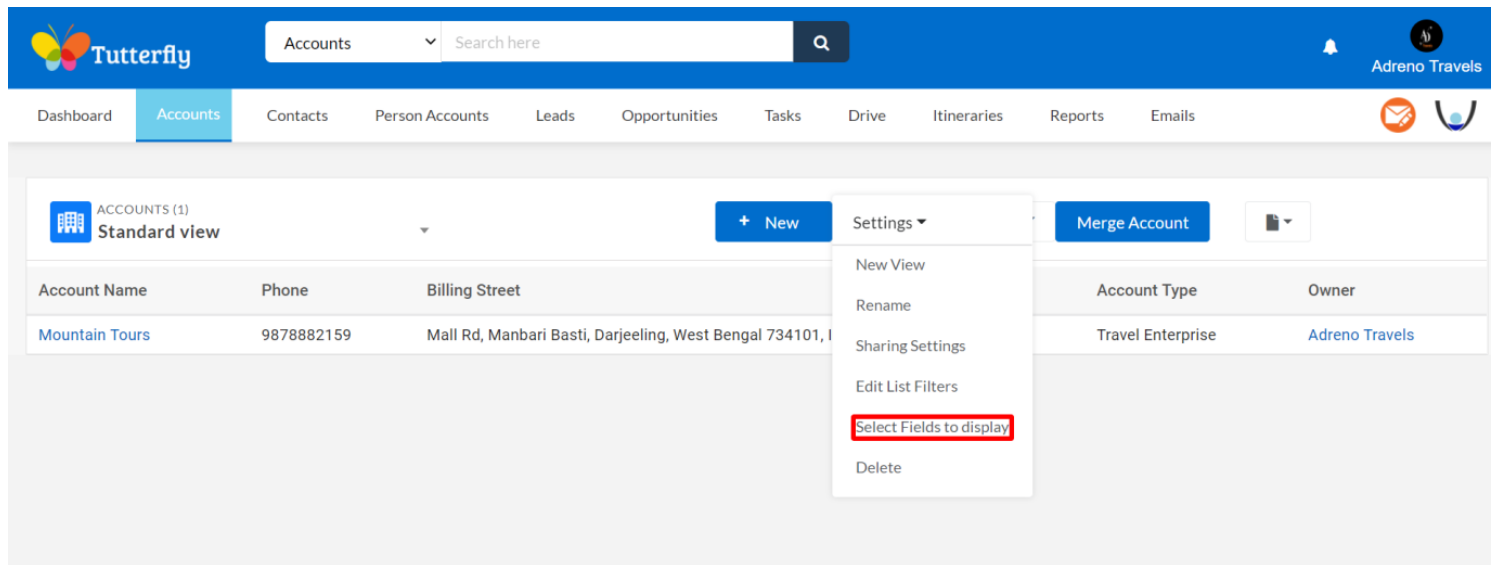 Tutterfly
Accounts
Search here
Adreno Travels
Dashboard Accounts Contacts Person Accounts Leads Opportunities Tasks Drive Itineraries Reports Emails
ACCOUNTS (1)
Standard view
+ New
Settings
Merge Account
New View
Rename
Sharing Settings
Edit List Filters
Select Fields to display
Delete
Account Name Phone Billing Street Account Type Owner
Mountain Tours 9878882159 Mall Rd, Manbari Basti, Darjeeling, West Bengal 734101, Travel Enterprise Adreno Travels